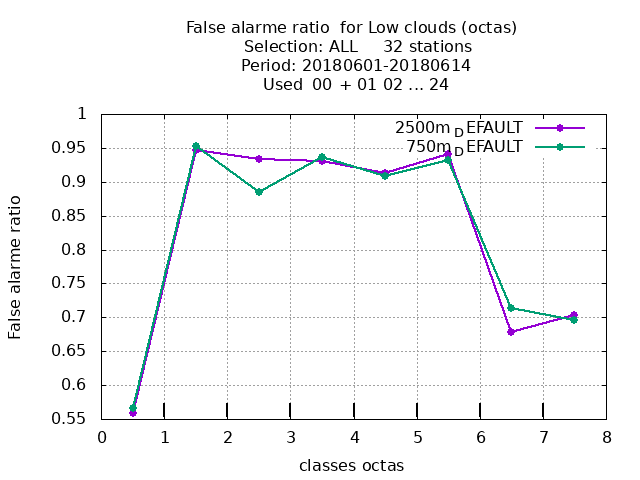 False alarme ratio  for Low clouds (octas)
Selection: ALL     32 stations
Period: 20180601-20180614
Used  00 + 01 02 ... 24
2500m_DEFAULT
750m_DEFAULT
1
0.95
0.9
0.85
0.8
0.75
0.7
0.65
0.6
0.55
False alarme ratio
0 1 2 3 4 5 6 7 8
classes octas